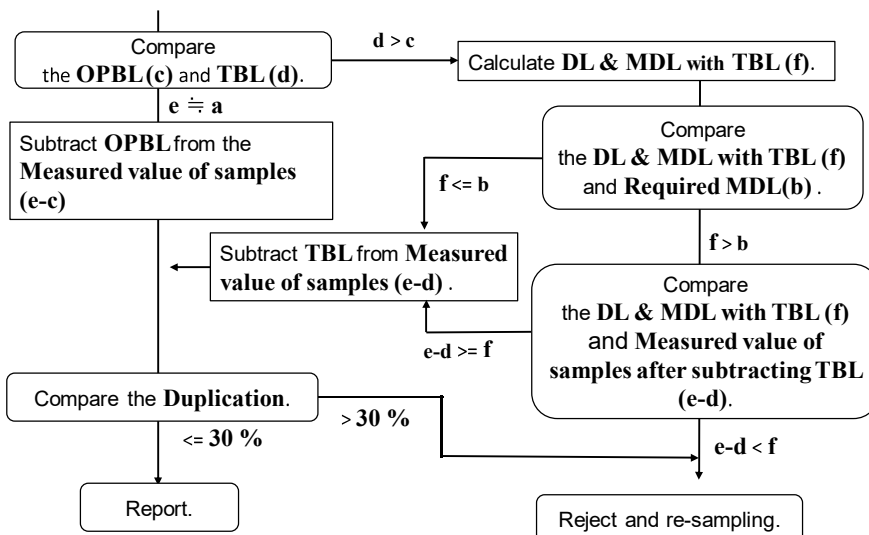 Compare
the OPBL (c) and TBL (d).
d > c
Calculate DL & MDL with TBL (f).
e ≒ a
Subtract OPBL from the
Measured value of samples
(e-c)
Compare
the DL & MDL with TBL (f)
and Required MDL(b) .
f <= b
f > b
Subtract TBL from Measured
value of samples (e-d) .
Compare
the DL & MDL with TBL (f)
and Measured value of
samples after subtracting TBL
(e-d).
e-d >= f
Compare the Duplication.
> 30 %
<= 30 %
e-d < f
Report.
Reject and re-sampling.